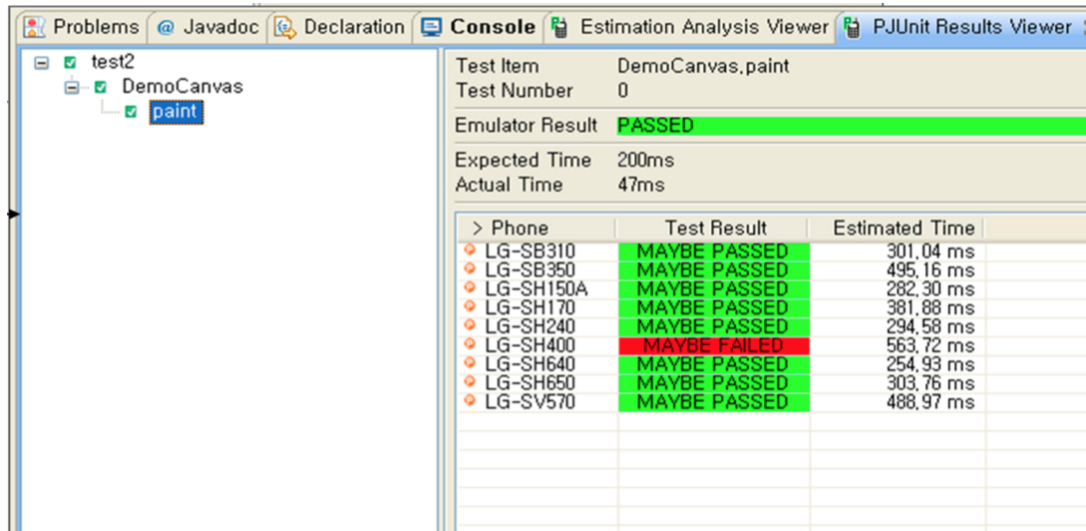 Problems @ Javadoc Declaration Console Estimation Analysis Viewer PJUnit Results Viewer
test2
DemoCanvas
paint
Test Item DemoCanvas.paint
Test Number 0
Emulator Result PASSED
Expected Time 200ms
Actual Time 47ms
> Phone Test Result Estimated Time
LG-SB310 MAYBE PASSED 301.04 ms
LG-SB350 MAYBE PASSED 495.16 ms
LG-SH150A MAYBE PASSED 282.30 ms
LG-SH170 MAYBE PASSED 381.88 ms
LG-SH240 MAYBE PASSED 294.58 ms
LG-SH400 MAYBE FAILED 563.72 ms
LG-SH640 MAYBE PASSED 254.93 ms
LG-SH650 MAYBE PASSED 303.76 ms
LG-SV570 MAYBE PASSED 488.97 ms